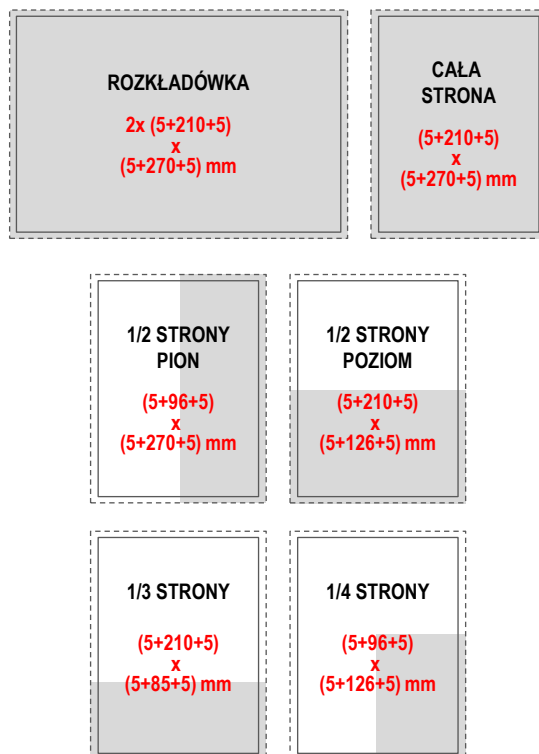 ROZKŁADÓWKA
2x (5+210+5)
x
(5+270+5) mm
CAŁA
STRONA
(5+210+5)
x
(5+270+5) mm
1/2 STRONY
PION
(5+96+5)
x
(5+270+5) mm
1/2 STRONY
POZIOM
(5+210+5)
x
(5+126+5) mm
1/3 STRONY
(5+210+5)
x
(5+85+5) mm
1/4 STRONY
(5+96+5)
x
(5+126+5) mm